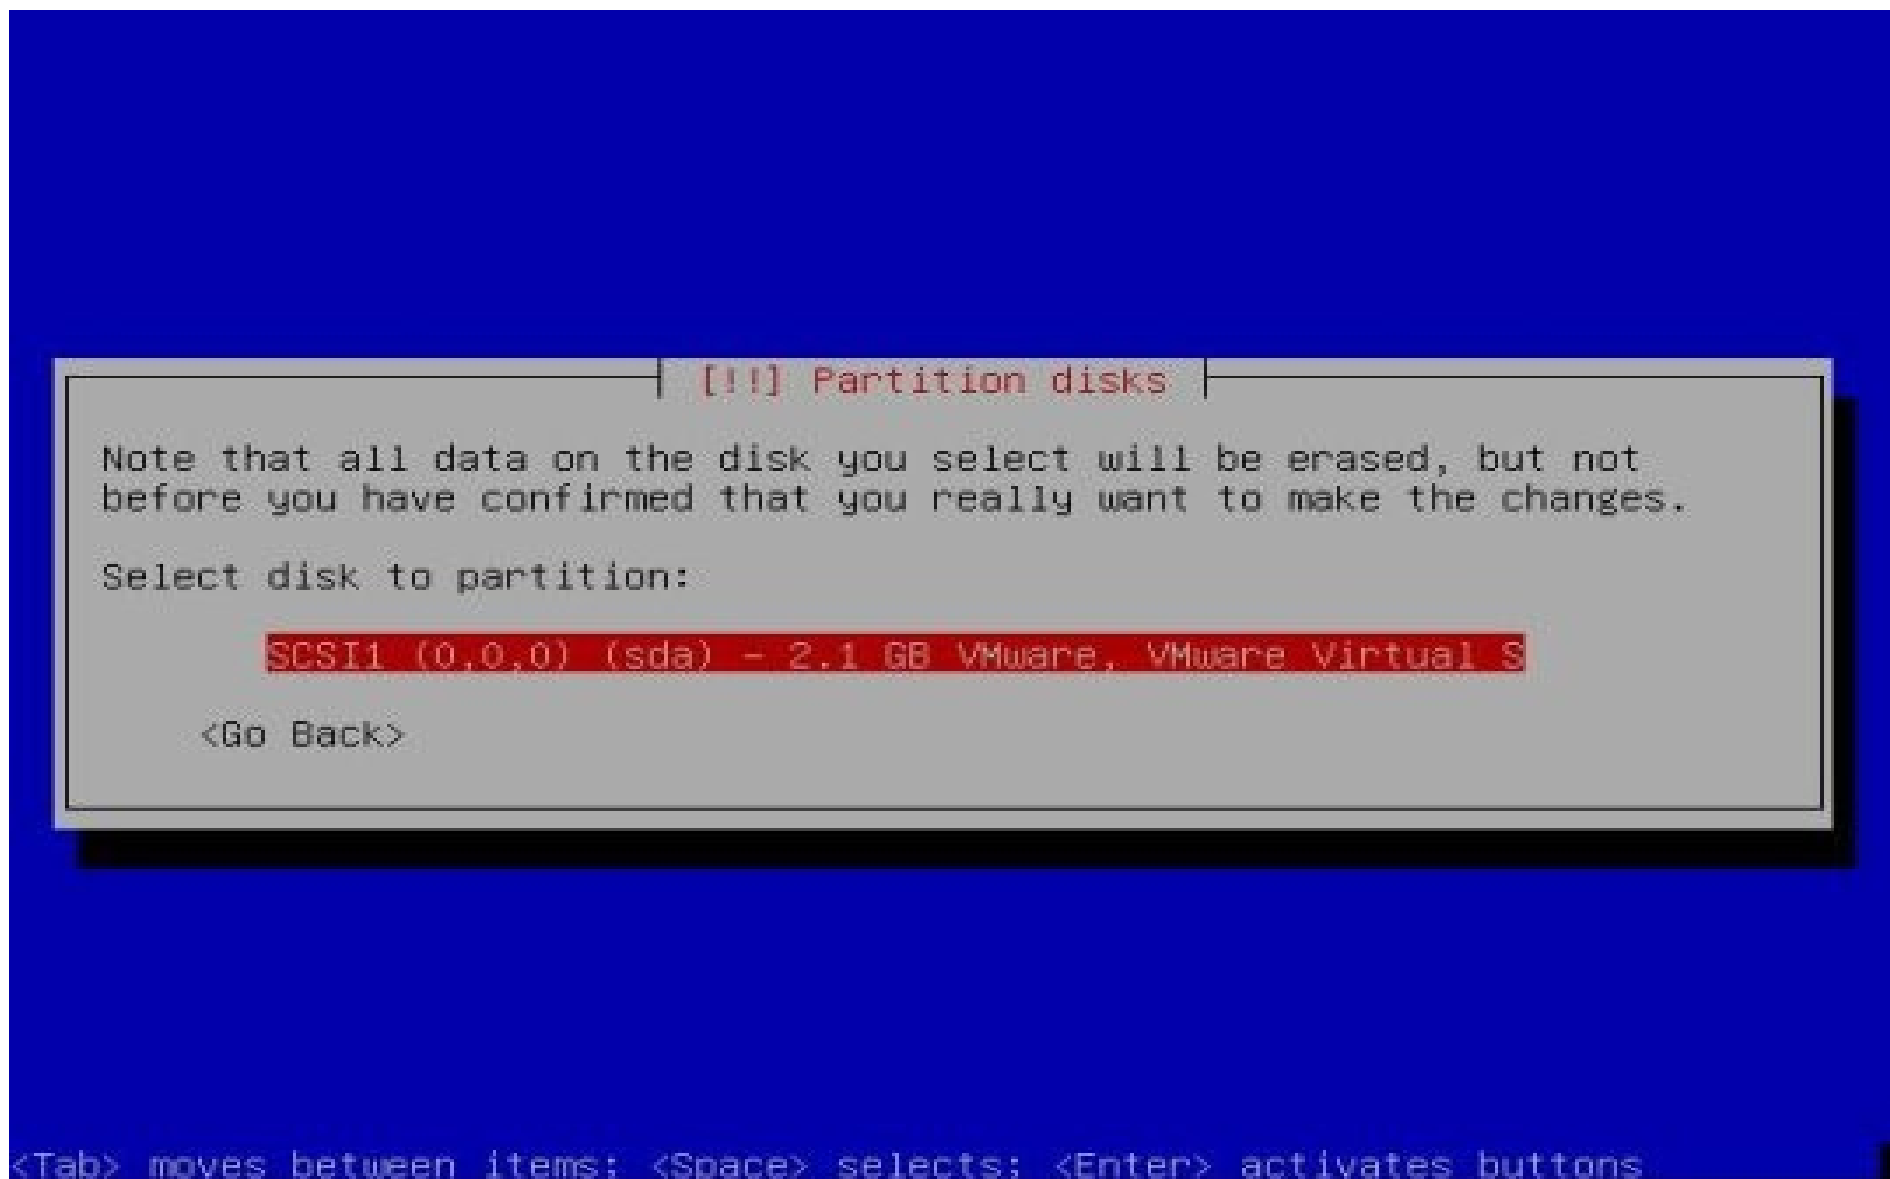 [!!] Partition disks
Note that all data on the disk you select will be erased, but not
before you have confirmed that you really want to make the changes.
Select disk to partition:
SCSI1 (0,0,0) (sda) - 2.1 GB VMware, VMware Virtual S
<Go Back>
<Tab> moves between items; <Space> selects; <Enter> activates buttons